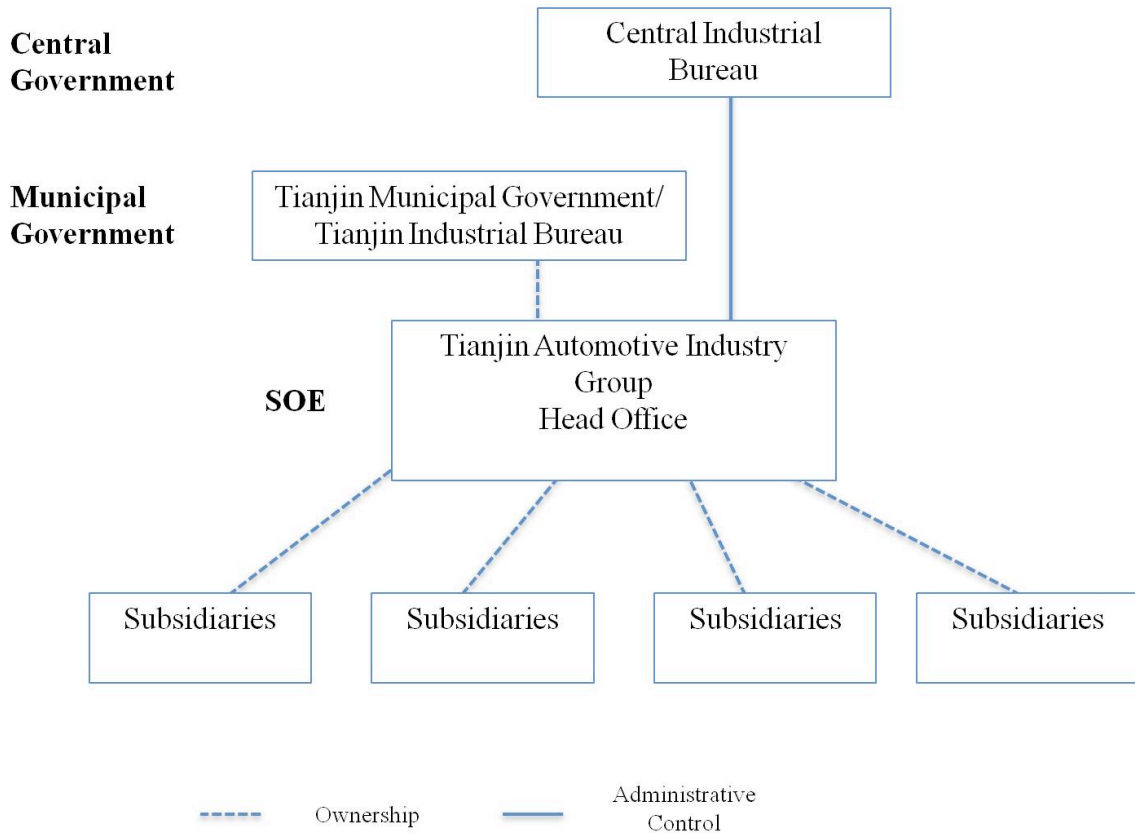 Central
Government
Central Industrial
Bureau
Municipal
Government
Tianjin Municipal Government/
Tianjin Industrial Bureau
SOE
Tianjin Automotive Industry
Group
Head Office
Subsidiaries
Subsidiaries
Subsidiaries
Subsidiaries
Ownership
Administrative
Control